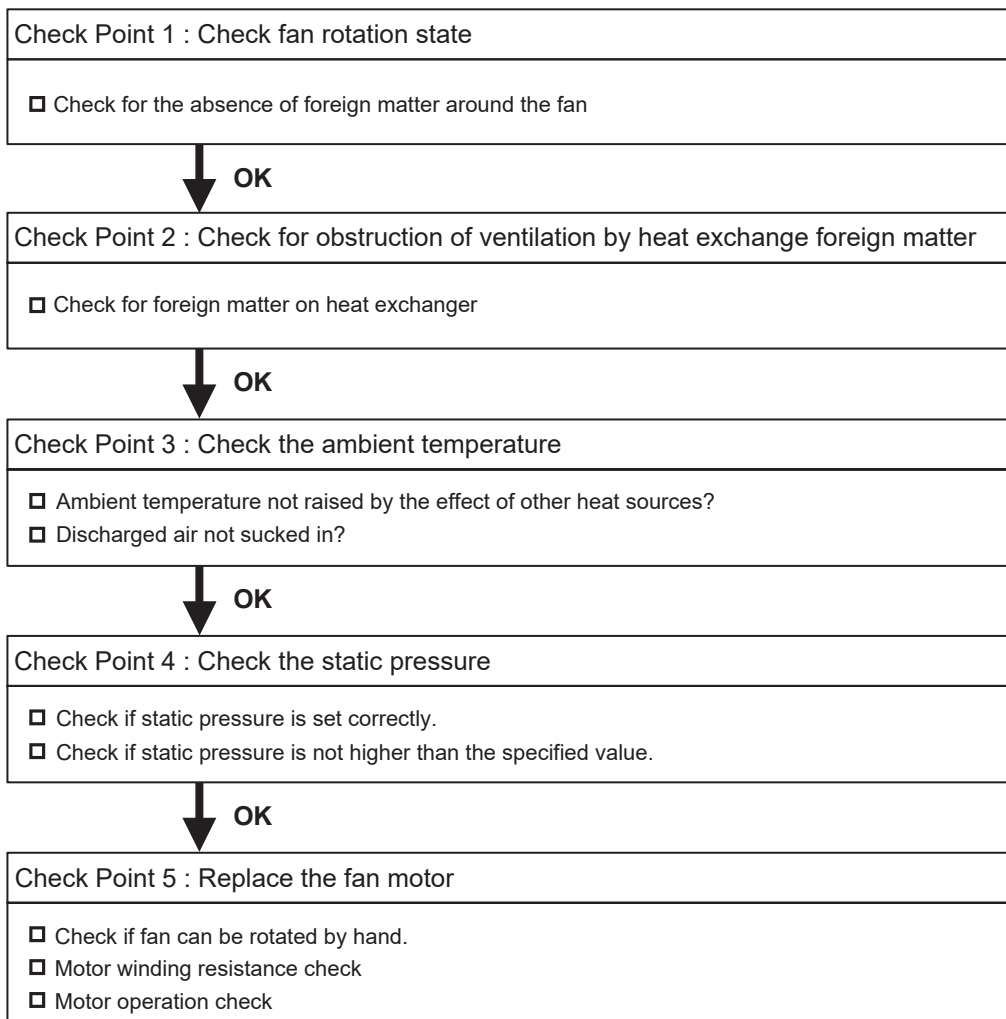 Check Point 1 : Check fan rotation state
Check for the absence of foreign matter around the fan
OK
Check Point 2 : Check for obstruction of ventilation by heat exchange foreign matter
Check for foreign matter on heat exchanger
OK
Check Point 3 : Check the ambient temperature
Ambient temperature not raised by the effect of other heat sources?
Discharged air not sucked in?
OK
Check Point 4 : Check the static pressure
Check if static pressure is set correctly.
Check if static pressure is not higher than the specified value.
OK
Check Point 5 : Replace the fan motor
Check if fan can be rotated by hand.
Motor winding resistance check
Motor operation check